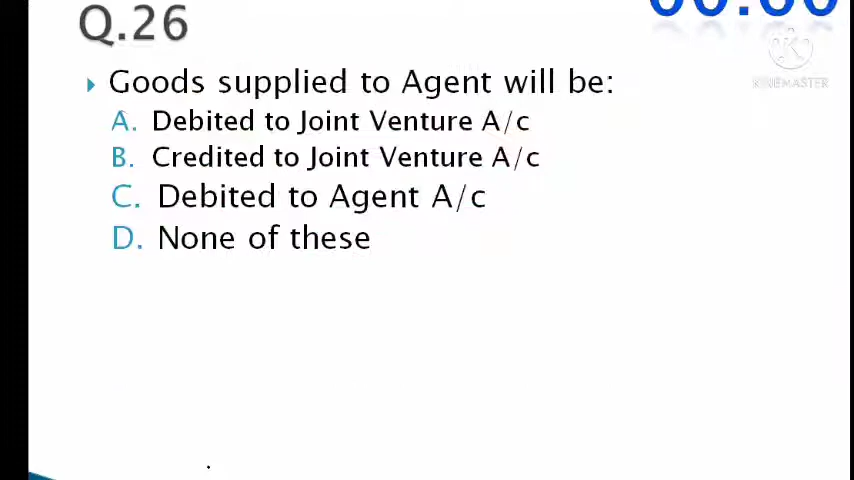 Q.26
Goods supplied to Agent will be:
A. Debited to Joint Venture A/c
B. Credited to Joint Venture A/c
C. Debited to Agent A/c
D. None of these
KINEMASTER